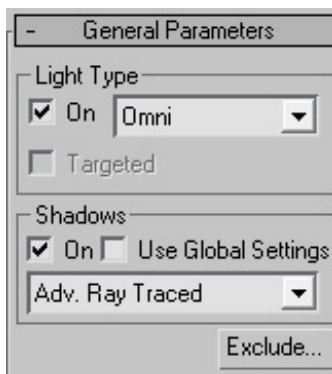 - General Parameters
Light Type
On Omni
Targeted
Shadows
On Use Global Settings
Adv. Ray Traced
Exclude...